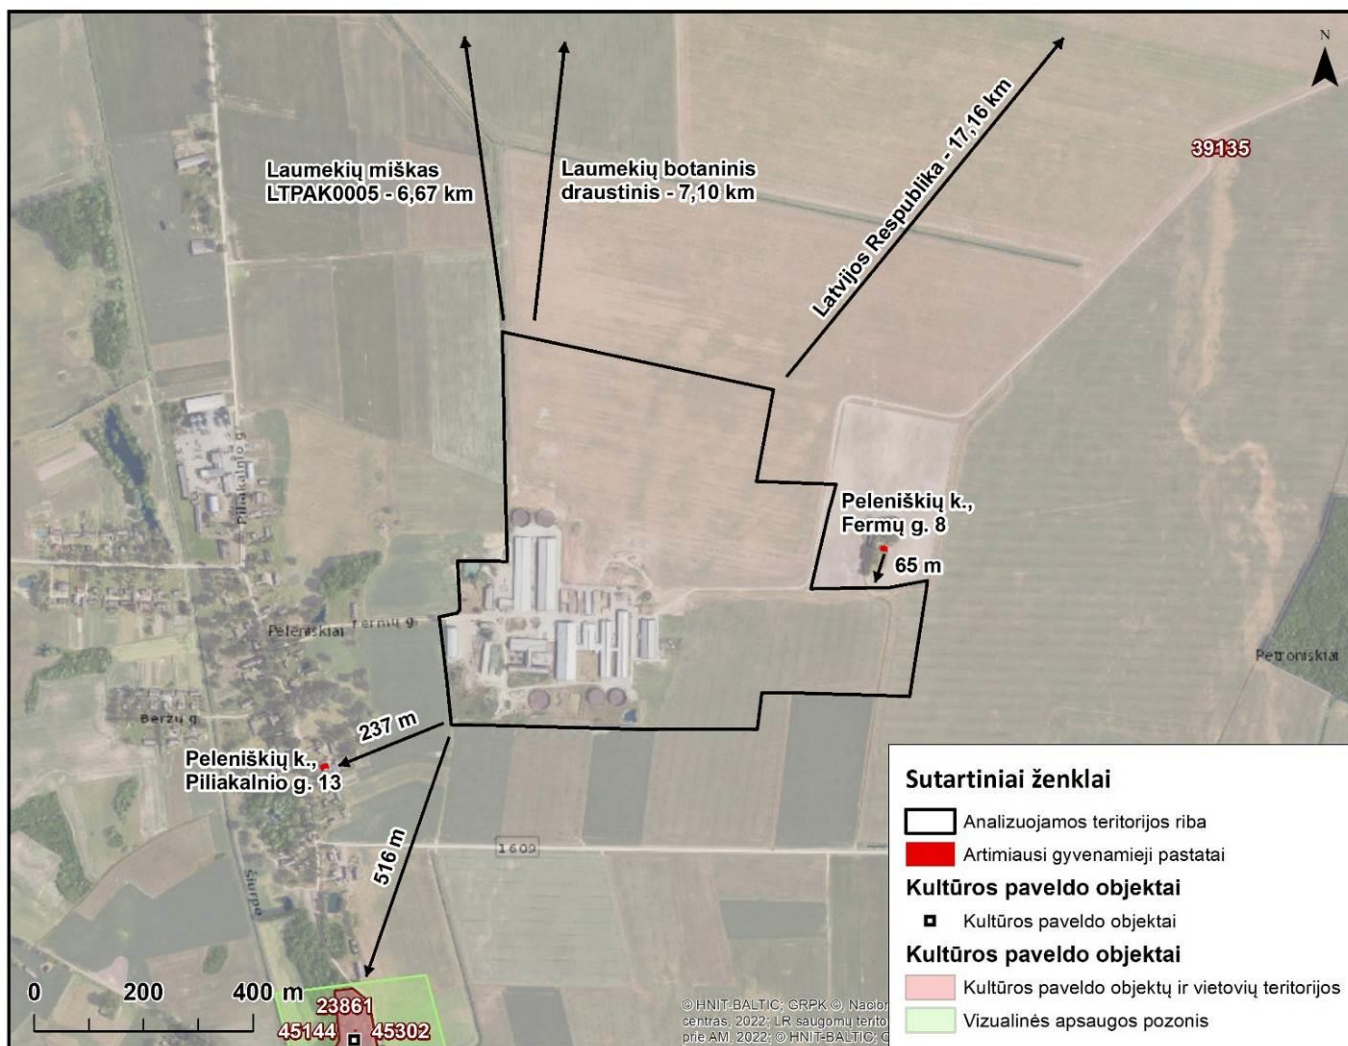 N
39135
Laumekių miškas
LTPAK0005 - 6,67 km
Laumekių botaninis
draustinis - 7,10 km
Latvijos Respublika - 17,16 km
Piliakalnio g.
Peleniškių k.,
Fermų g. 8
65 m
Peleniškiai
Fermų g.
Petroniškiai
Beržų g.
237 m
Peleniškių k.,
Piliakalnio g. 13
516 m
1609
Šiurpė
0 200 400 m
23861
45144
45302
Sutartiniai ženklai
Analizuojamos teritorijos riba
Artimiausi gyvenamieji pastatai
Kultūros paveldo objektai
Kultūros paveldo objektai
Kultūros paveldo objektai
Kultūros paveldo objektų ir vietovių teritorijos
Vizualinės apsaugos pozonis
© HNIT-BALTIC; GRPK ©, Nacion
centras, 2022; LR saugomų terito
prie AM, 2022; © HNIT-BALTIC;